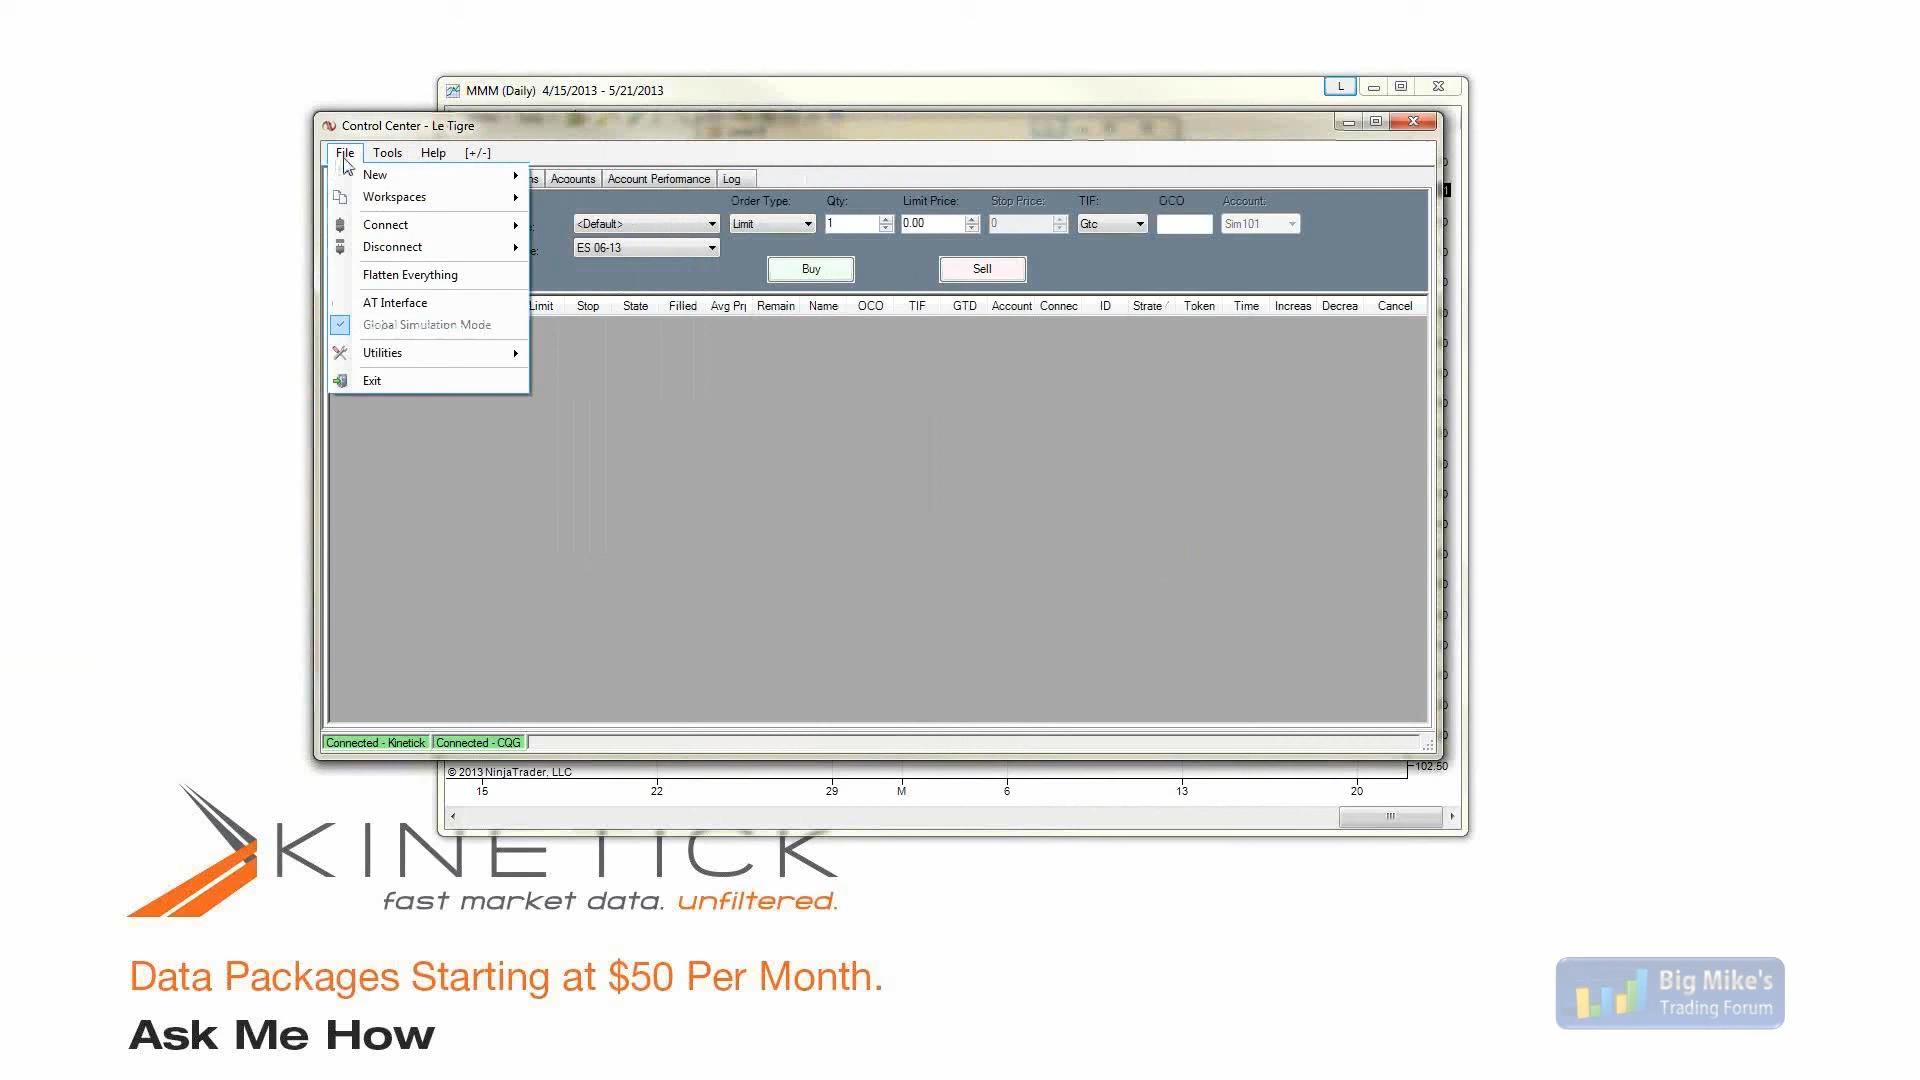 MMM (Daily) 4/15/2013 - 5/21/2013
L
Control Center - Le Tigre
File Tools Help [+/-]
New
Workspaces
Connect
Disconnect
Flatten Everything
AT Interface
Global Simulation Mode
Utilities
Exit
Accounts Account Performance Log
Order Type: Qty: Limit Price: Stop Price: TIF: OCO Account:
<Default> Limit 1 0.00 0 Gtc Sim101
ES 06-13
Buy Sell
Limit Stop State Filled Avg Pri Remain Name OCO TIF GTD Account Connec ID Strate Token Time Increas Decrea Cancel
Connected - Kinetick Connected - CQG
© 2013 NinjaTrader, LLC
102.50
15 22 29 M 6 13 20
KINETICK
fast market data. unfiltered.
Data Packages Starting at $50 Per Month.
Ask Me How
Big Mike's
Trading Forum